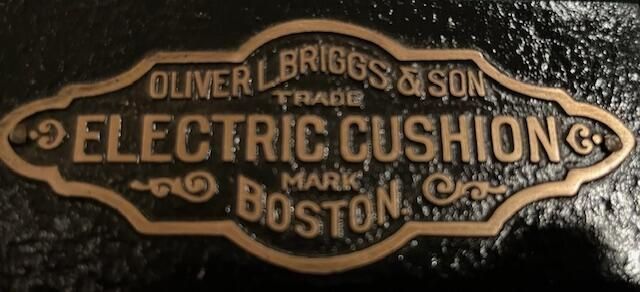 OLIVER L. BRIGGS & SON
TRADE
ELECTRIC CUSHION
MARK
BOSTON.